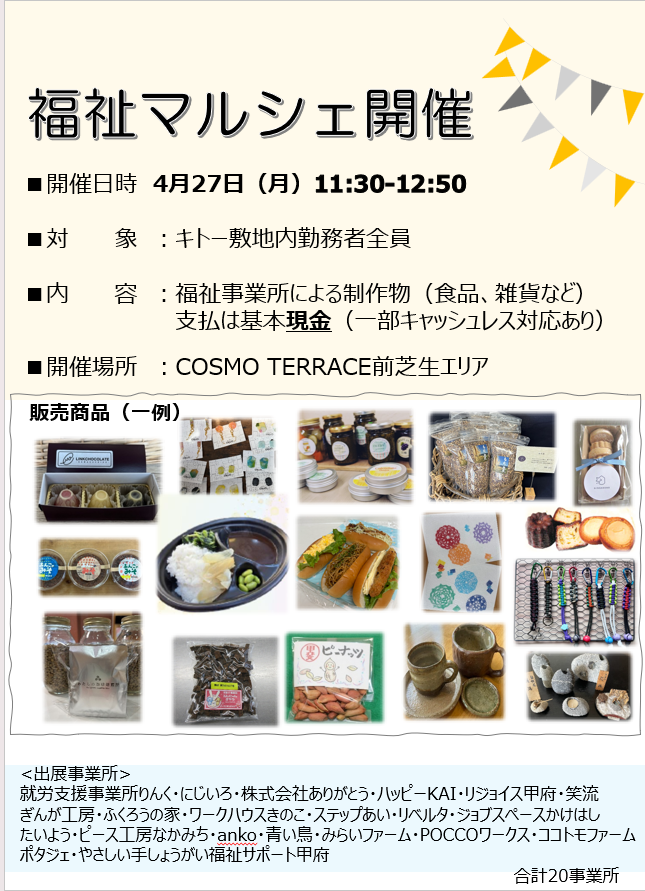 福祉マルシェ開催
■開催日時 4月27日（月）11:30-12:50
■対　　象 ：キトー敷地内勤務者全員
■内　　容 ：福祉事業所による制作物（食品、雑貨など）
支払は基本現金（一部キャッシュレス対応あり）
■開催場所 ：COSMO TERRACE前芝生エリア
販売商品（一例）
LINKCHOCOLATE
ピーナッツ
<出展事業所>
就労支援事業所りんく・にじいろ・株式会社ありがとう・ハッピーKAI・リジョイス甲府・笑流
ぎんが工房・ふくろうの家・ワークハウスきのこ・ステップあい・リベルタ・ジョブスペースかけはし
たいよう・ピース工房なかみち・anko・青い鳥・みらいファーム・POCCOワークス・ココトモファーム
ポタジェ・やさしい手しょうがい福祉サポート甲府
合計20事業所